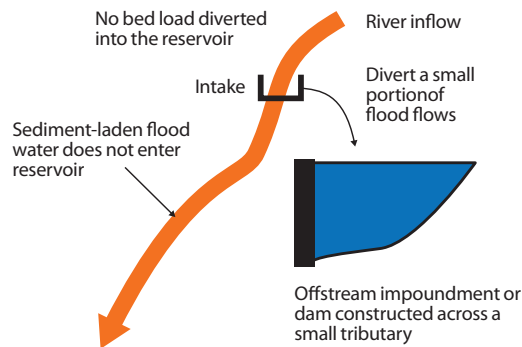 No bed load diverted
into the reservoir
River inflow
Intake
Divert a small
portionof
flood flows
Sediment-laden flood
water does not enter
reservoir
Offstream impoundment or
dam constructed across a
small tributary